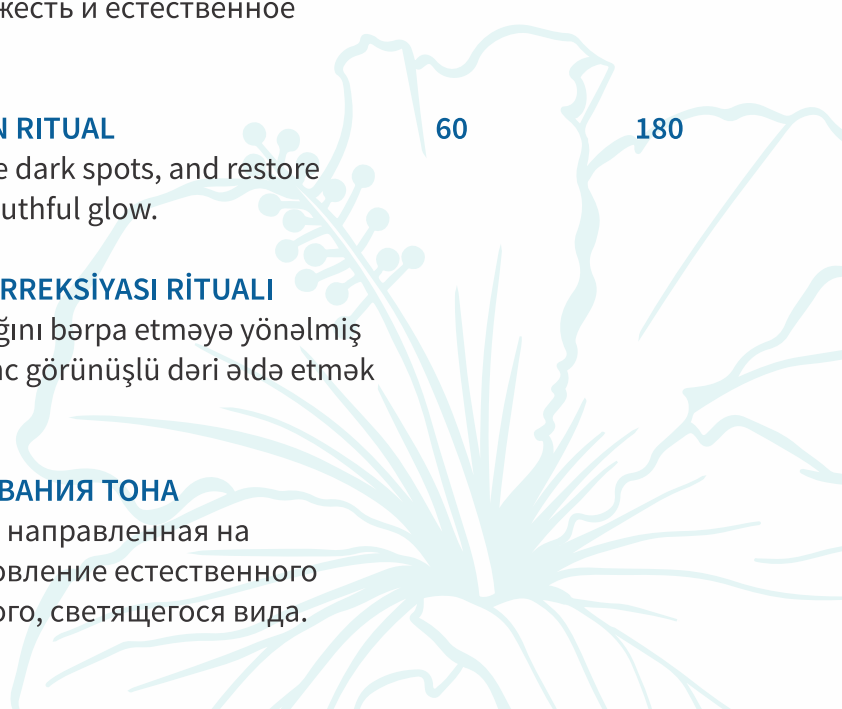 жесть и естественное
N RITUAL 60 180
e dark spots, and restore
uthful glow.
RREKSİYASI RİTUALI
ğını bərpa etməyə yönəlmiş
nc görünüşlü dəri əldə etmək
ВАНИЯ ТОНА
направленная на
овление естественного
ого, светящегося вида.